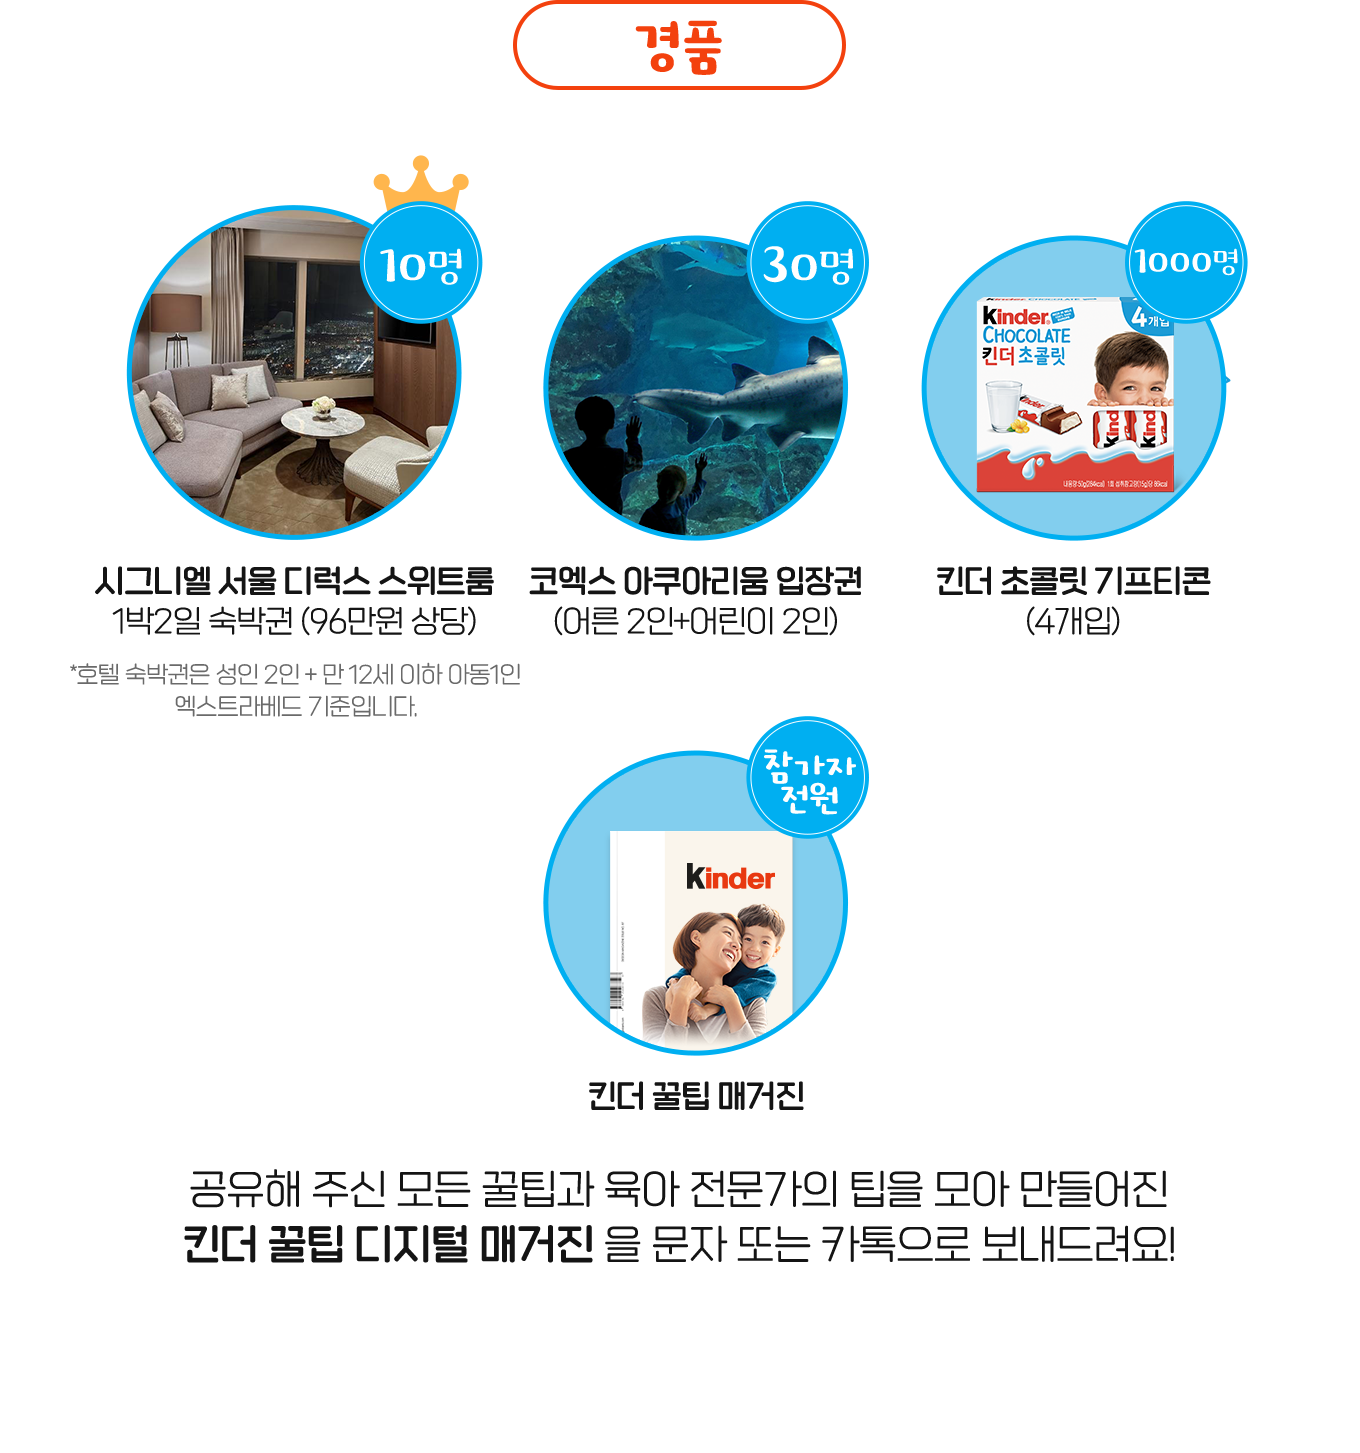 경품
10명
30명
1000명
Kinder
CHOCOLATE
킨더 초콜릿
4개입
kinder
Kind
Kind
시그니엘 서울 디럭스 스위트룸
1박2일 숙박권 (96만원 상당)
*호텔 숙박권은 성인 2인 + 만 12세 이하 아동1인
엑스트라베드 기준입니다.
코엑스 아쿠아리움 입장권
(어른 2인+어린이 2인)
킨더 초콜릿 기프티콘
(4개입)
참가자
전원
kinder
킨더 꿀팁 매거진
공유해 주신 모든 꿀팁과 육아 전문가의 팁을 모아 만들어진
킨더 꿀팁 디지털 매거진 을 문자 또는 카톡으로 보내드려요!